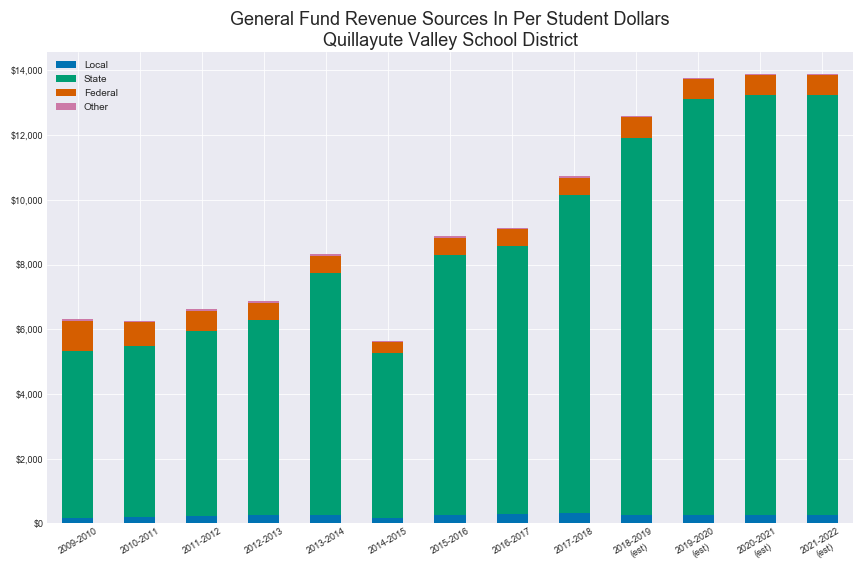 General Fund Revenue Sources In Per Student Dollars
Quillayute Valley School District
Local
State
Federal
Other
$14,000
$12,000
$10,000
$8,000
$6,000
$4,000
$2,000
$0
2009-2010
2010-2011
2011-2012
2012-2013
2013-2014
2014-2015
2015-2016
2016-2017
2017-2018
2018-2019
(est)
2019-2020
(est)
2020-2021
(est)
2021-2022
(est)